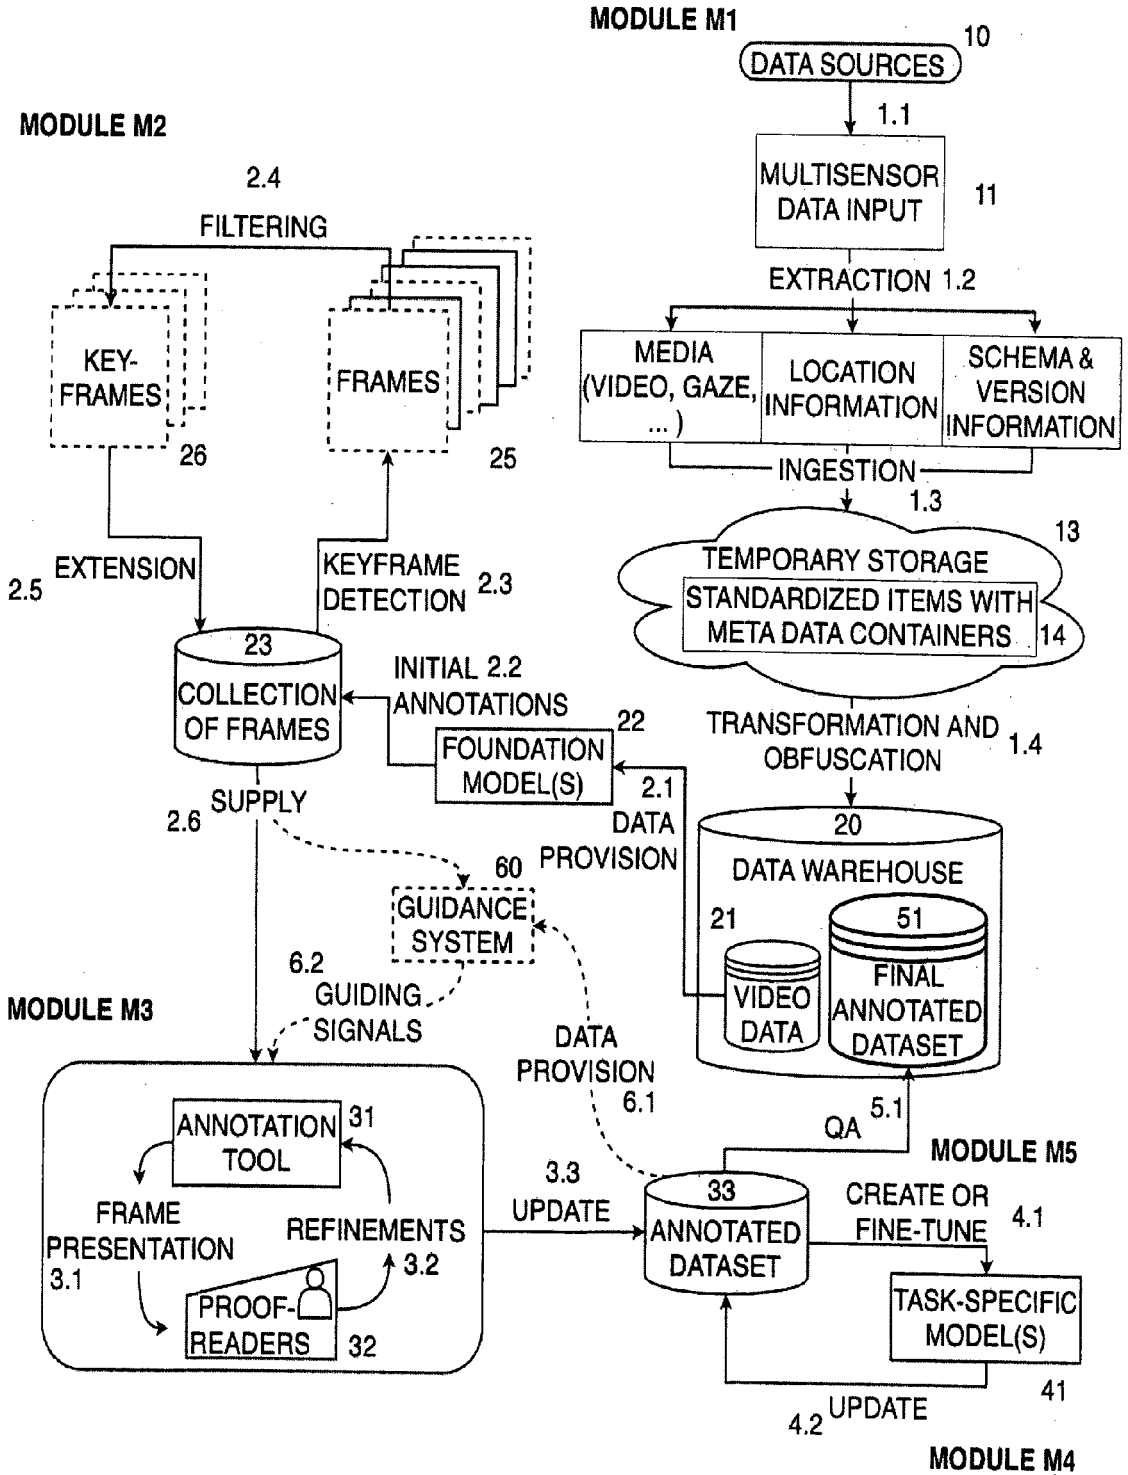 MODULE M1
10
DATA SOURCES
1.1
MULTISENSOR
DATA INPUT
11
EXTRACTION 1.2
MEDIA
(VIDEO, GAZE,
... )
LOCATION
INFORMATION
SCHEMA &
VERSION
INFORMATION
INGESTION
1.3
13
TEMPORARY STORAGE
STANDARDIZED ITEMS WITH
META DATA CONTAINERS
14
TRANSFORMATION AND
OBFUSCATION
1.4
20
DATA WAREHOUSE
21
VIDEO
DATA
51
FINAL
ANNOTATED
DATASET
MODULE M2
2.4
FILTERING
KEY-
FRAMES
26
FRAMES
25
EXTENSION
2.5
KEYFRAME
DETECTION
2.3
23
COLLECTION
OF FRAMES
INITIAL 2.2
ANNOTATIONS
22
FOUNDATION
MODEL(S)
2.1
DATA
PROVISION
SUPPLY
2.6
60
GUIDANCE
SYSTEM
6.2
GUIDING
SIGNALS
DATA
PROVISION
6.1
MODULE M3
ANNOTATION
TOOL
31
FRAME
PRESENTATION
3.1
REFINEMENTS
3.2
PROOF-
READERS
32
3.3
UPDATE
33
ANNOTATED
DATASET
5.1
QA
MODULE M5
CREATE OR
FINE-TUNE
4.1
TASK-SPECIFIC
MODEL(S)
41
UPDATE
4.2
MODULE M4